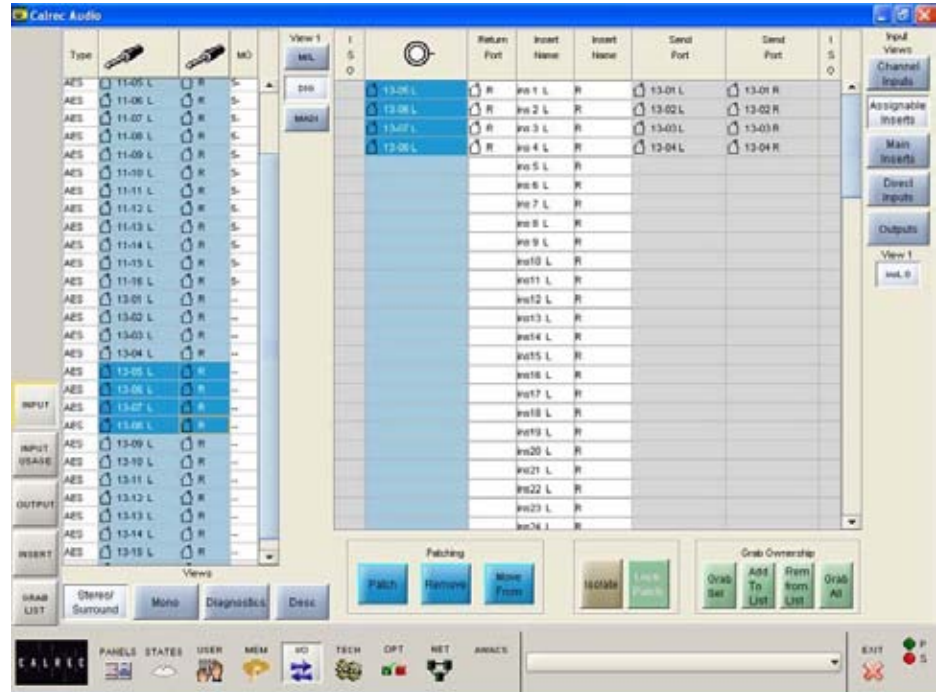 Calrec Audio
Type MO
AES 11-05 L R S-
AES 11-06 L R S-
AES 11-07 L R S-
AES 11-08 L R S-
AES 11-09 L R S-
AES 11-10 L R S-
AES 11-11 L R S-
AES 11-12 L R S-
AES 11-13 L R S-
AES 11-14 L R S-
AES 11-15 L R S-
AES 11-16 L R S-
AES 13-01 L R --
AES 13-02 L R --
AES 13-03 L R --
AES 13-04 L R --
AES 13-05 L R --
AES 13-06 L R --
AES 13-07 L R --
AES 13-08 L R --
AES 13-09 L R --
AES 13-10 L R --
AES 13-11 L R --
AES 13-12 L R --
AES 13-13 L R --
AES 13-14 L R --
AES 13-15 L R --
View 1
M/L
DIG
MADI
I S O Return Port Insert Name Insert Name Send Port Send Port I S O
13-05 L R ins 1 L R 13-01 L 13-01 R
13-06 L R ins 2 L R 13-02 L 13-02 R
13-07 L R ins 3 L R 13-03 L 13-03 R
13-08 L R ins 4 L R 13-04 L 13-04 R
ins 5 L R
ins 6 L R
ins 7 L R
ins 8 L R
ins 9 L R
ins10 L R
ins11 L R
ins12 L R
ins13 L R
ins14 L R
ins15 L R
ins16 L R
ins17 L R
ins18 L R
ins19 L R
ins20 L R
ins21 L R
ins22 L R
ins23 L R
ins24 L R
Input Views
Channel Inputs
Assignable Inserts
Main Inserts
Direct Inputs
Outputs
View 1
INPUT
INPUT USAGE
OUTPUT
INSERT
GRAB LIST
Views
Stereo/ Surround
Mono
Diagnostics
Desc
Patching
Patch
Remove
Move From
Isolate
Lock Patch
Grab Ownership
Grab Sel
Add To List
Rem from List
Grab All
CALREC
PANELS STATES USER MEM I/O TECH OPT NET AWACS
EXIT
P
S